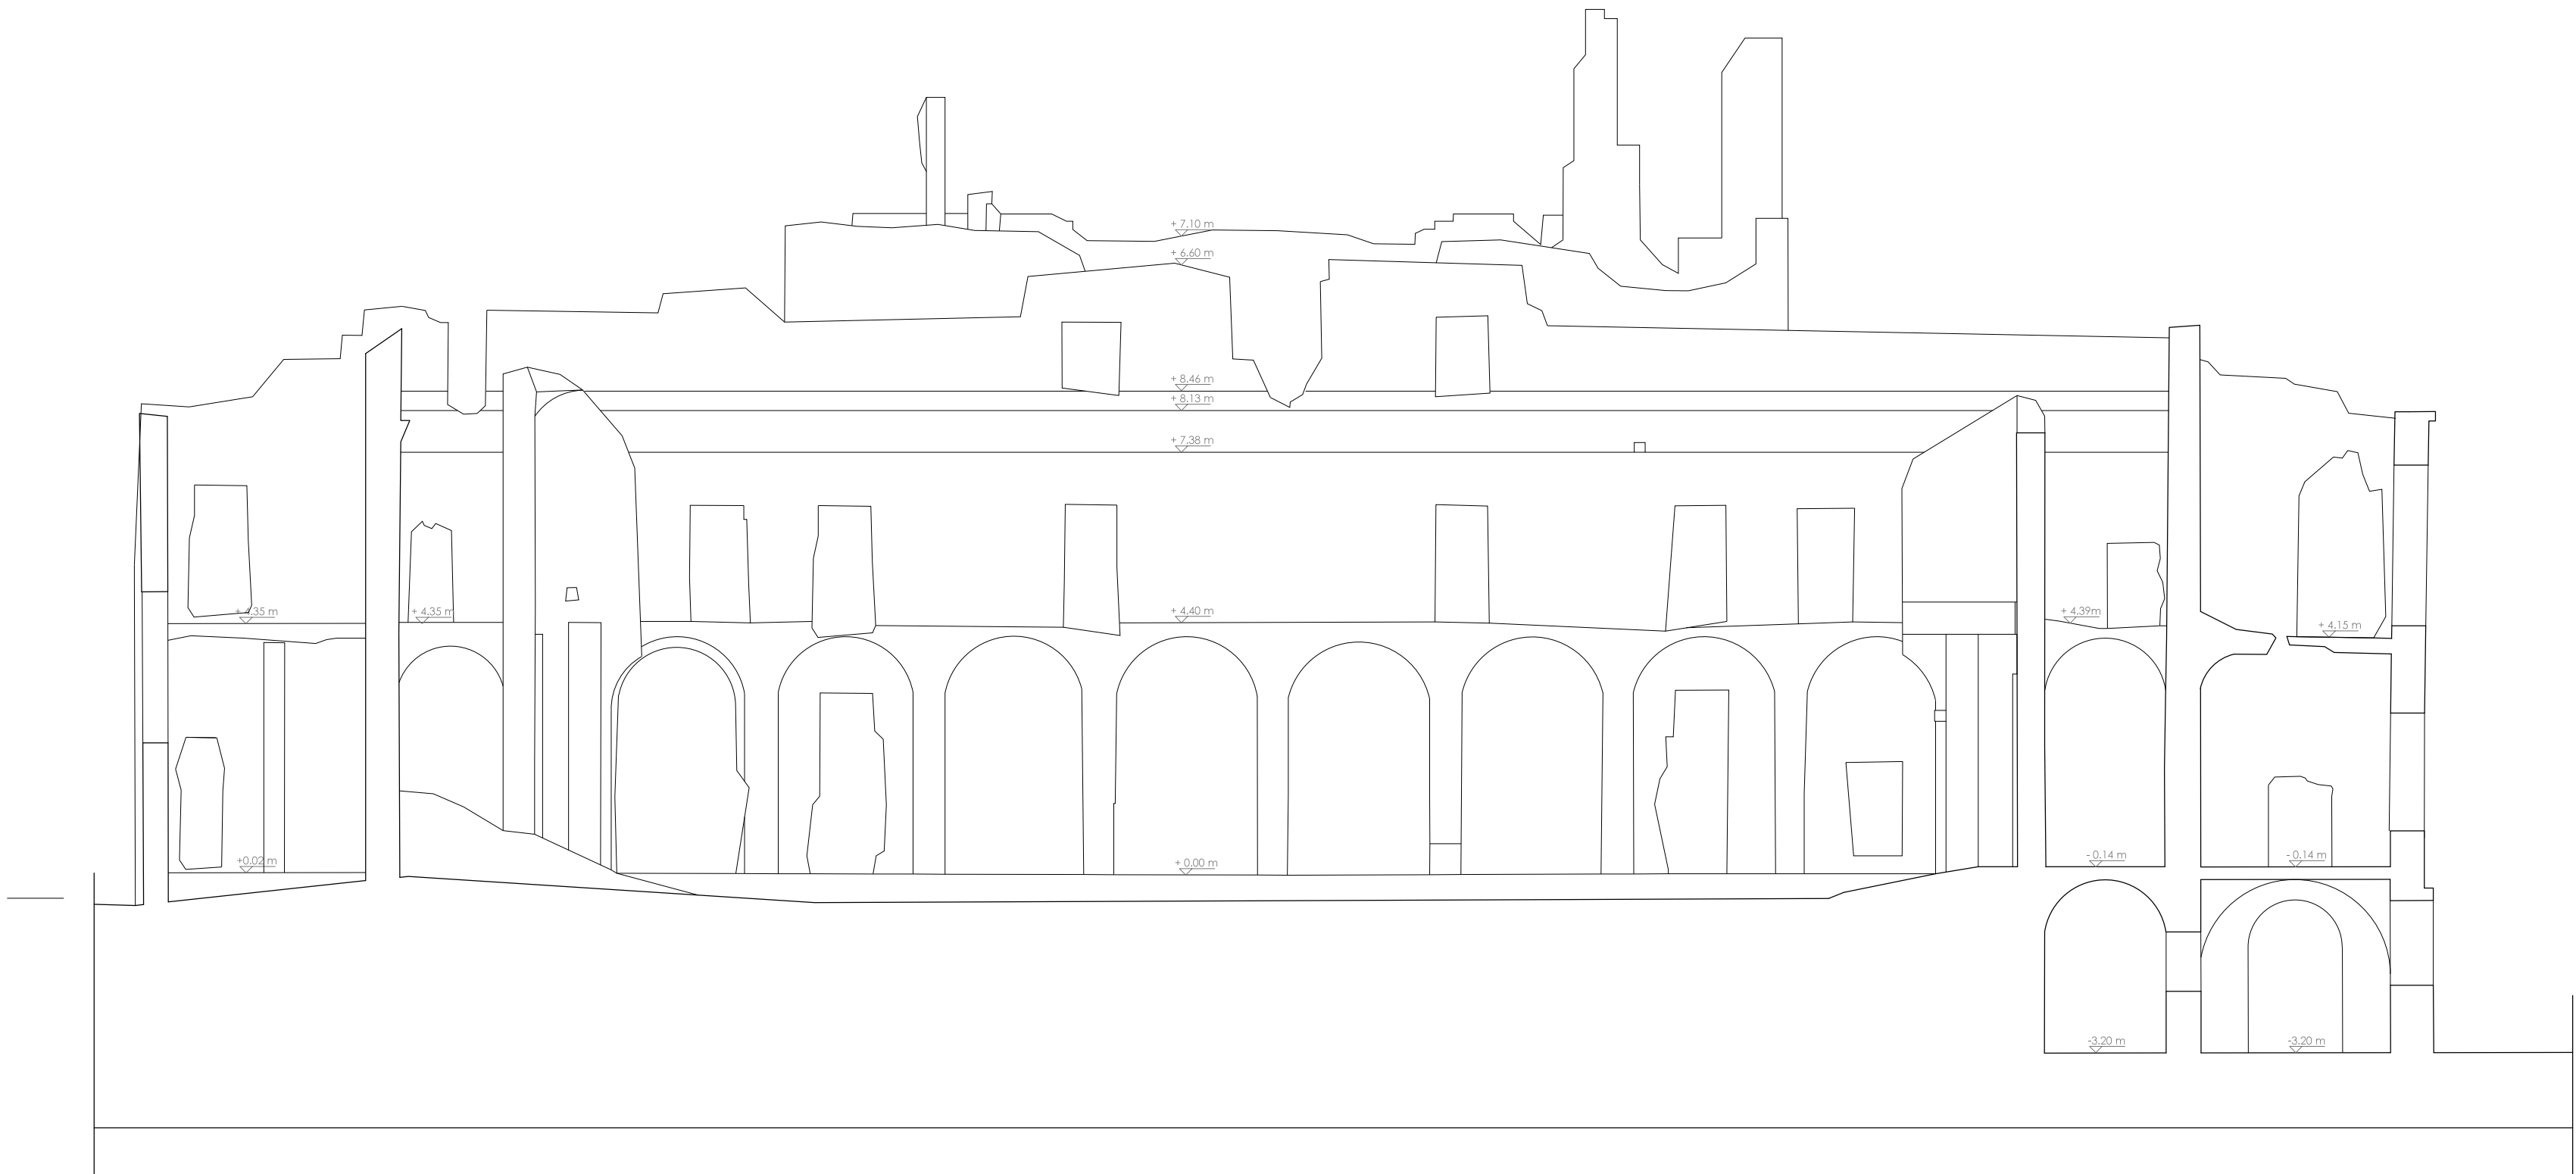 + 7.10 m
+ 6.60 m
+ 8.46 m
+ 8.13 m
+ 7.38 m
+ 4.35 m
+ 4.35 m
+ 4.40 m
+ 4.39m
+ 4.15 m
+0.02 m
+ 0.00 m
- 0.14 m
- 0.14 m
-3.20 m
-3.20 m